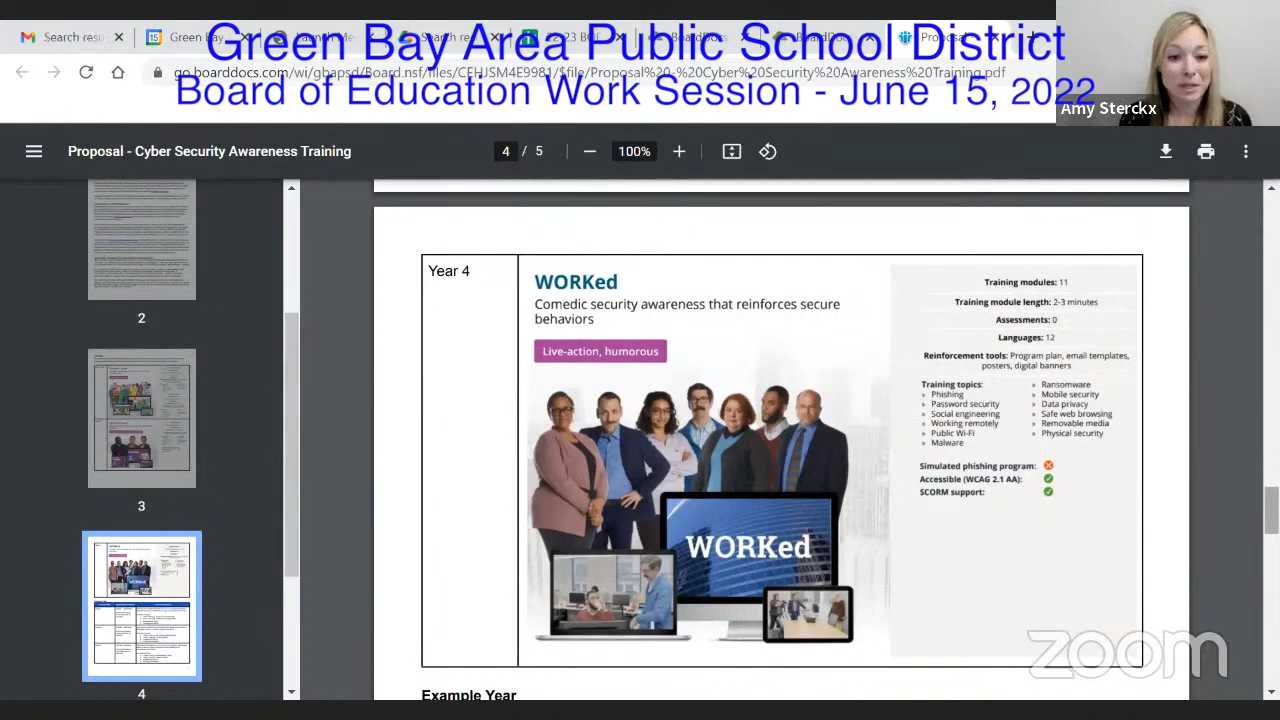 Green Bay Area Public School District
Board of Education Work Session - June 15, 2022
Amy Sterckx
Search resu
15
Green Bay
go.boarddocs.com/wi/gbapsd/Board.nsf/files/CFHJSM4E9981/$file/Proposal%20-%20Cyber%20Security%20Awareness%20Training.pdf
Proposal - Cyber Security Awareness Training
4 / 5
100%
2
3
4
Year 4
WORKed
Comedic security awareness that reinforces secure
behaviors
Live-action, humorous
WORKed
Training modules: 11
Training module length: 2-3 minutes
Assessments: 0
Languages: 12
Reinforcement tools: Program plan, email templates,
posters, digital banners
Training topics:
» Phishing
» Password security
» Social engineering
» Working remotely
» Public Wi-Fi
» Malware
» Ransomware
» Mobile security
» Data privacy
» Safe web browsing
» Removable media
» Physical security
Simulated phishing program:
Accessible (WCAG 2.1 AA):
SCORM support:
Example Year
zoom